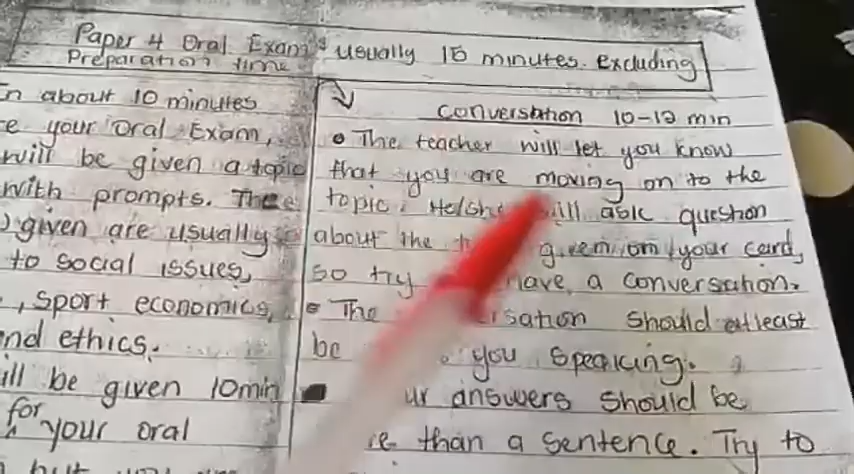 Paper 4 Oral Exam's usually 15 minutes excluding
Preparation time
In about 10 minutes
your Oral Exam,
will be given a topic
with prompts. The
given are usually
to social issues,
, sport economics,
nd ethics.
ill be given 10min
for
your oral
Conversation 10-12 min
• The teacher will let you know
that you are moving on to the
topic. He/She will ask question
about the given on your card,
so try have a conversation.
• The should atleast
be you speaking.
answers should be
than a sentence. Try to